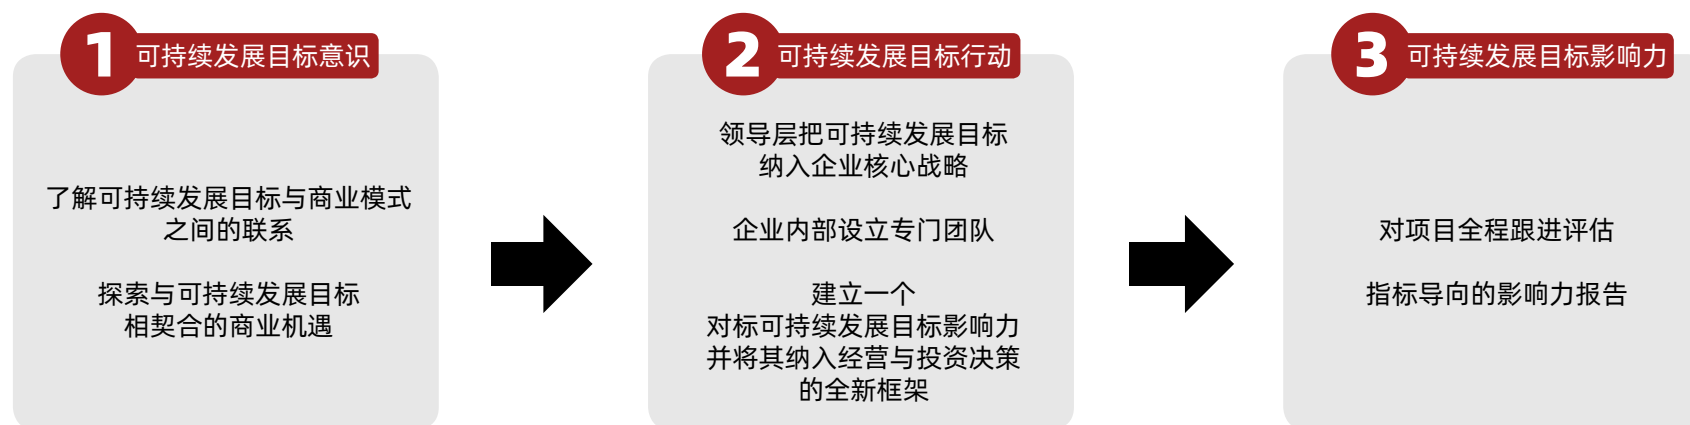 1 可持续发展目标意识
了解可持续发展目标与商业模式
之间的联系
探索与可持续发展目标
相契合的商业机遇
2 可持续发展目标行动
领导层把可持续发展目标
纳入企业核心战略
企业内部设立专门团队
建立一个
对标可持续发展目标影响力
并将其纳入经营与投资决策
的全新框架
3 可持续发展目标影响力
对项目全程跟进评估
指标导向的影响力报告